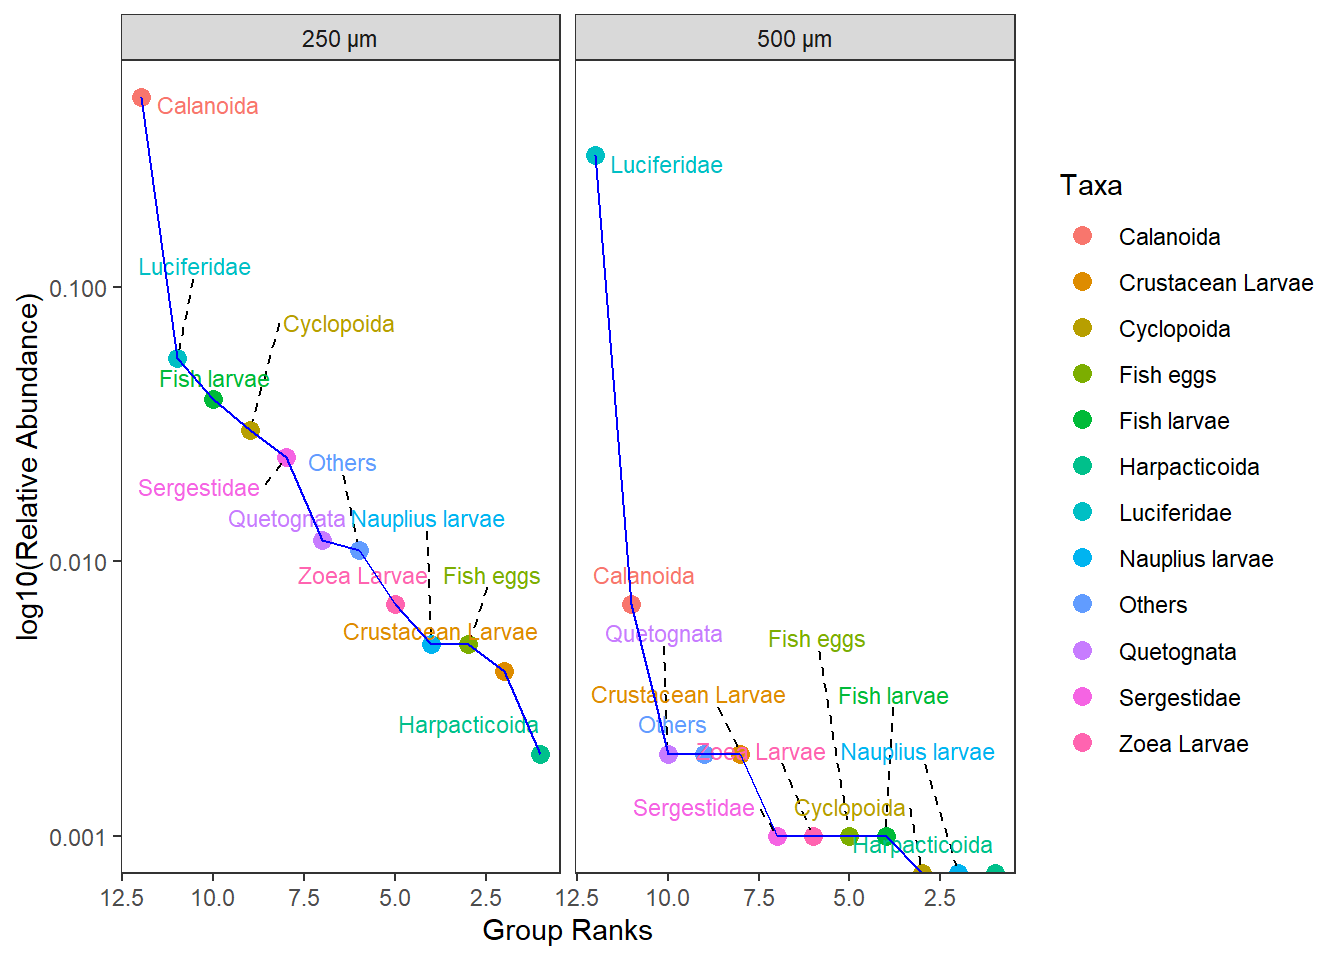 250 µm
500 µm
Calanoida
Luciferidae
Cyclopoida
Fish larvae
Others
Sergestidae
Quetognata
Nauplius larvae
Zoea Larvae
Fish eggs
Crustacean Larvae
Harpacticoida
Luciferidae
Calanoida
Quetognata
Fish eggs
Crustacean Larvae
Fish larvae
Others
Zoea Larvae
Nauplius larvae
Sergestidae
Cyclopoida
Harpacticoida
log10(Relative Abundance)
0.100
0.010
0.001
12.5 10.0 7.5 5.0 2.5
12.5 10.0 7.5 5.0 2.5
Group Ranks
Taxa
Calanoida
Crustacean Larvae
Cyclopoida
Fish eggs
Fish larvae
Harpacticoida
Luciferidae
Nauplius larvae
Others
Quetognata
Sergestidae
Zoea Larvae